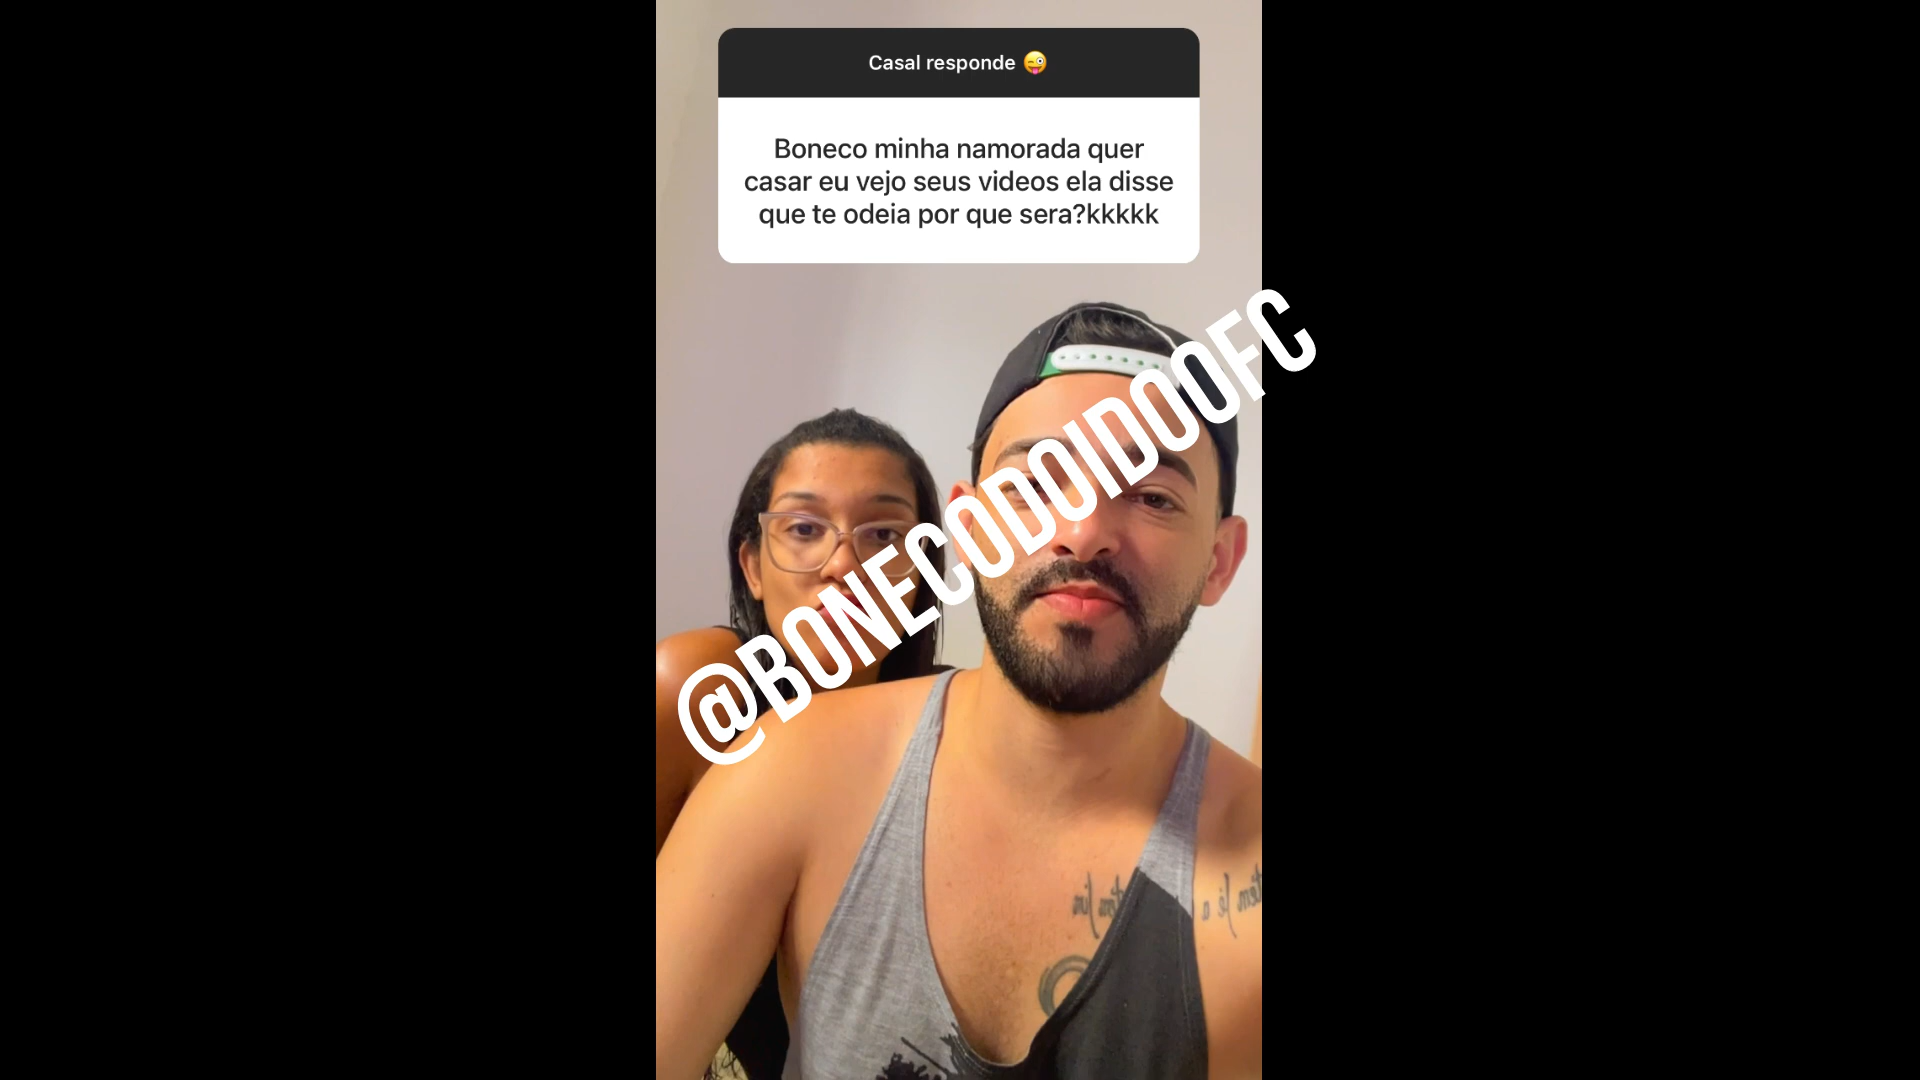 Casal responde 😜
Boneco minha namorada quer
casar eu vejo seus videos ela disse
que te odeia por que sera?kkkkk
@BONECODOIDOOFC